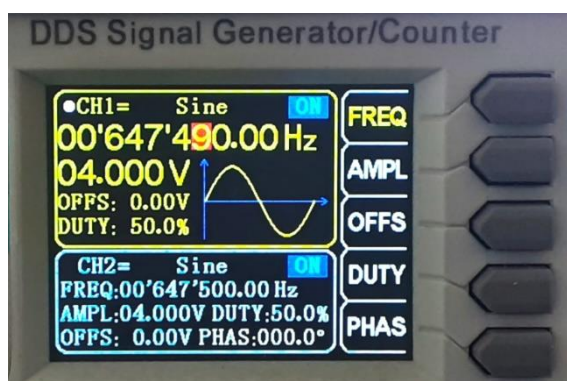 DDS Signal Generator/Counter
CH1= Sine ON
00'647'490.00 Hz
04.000 V
OFFS: 0.00V
DUTY: 50.0%
CH2= Sine ON
FREQ:00'647'500.00 Hz
AMPL:04.000V DUTY:50.0%
OFFS: 0.00V PHAS:000.0°
FREQ
AMPL
OFFS
DUTY
PHAS